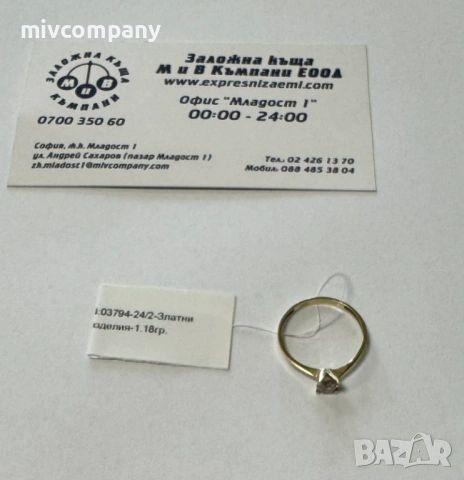 mivcompany
Заложна къща
М и В Къмпани ЕООД
www.expresnizaemi.com
Офис "Младост 1"
00:00 - 24:00
ЗАЛОЖНА КЪЩА
М И В
КЪМПАНИ
0700 350 60
София, ж.к. Младост 1
ул. Андрей Сахаров (пазар Младост 1)
zh.mladost1@mivcompany.com
Тел. 02 426 13 70
Мобил. 088 485 38 04
:03794-24/2-Златни
изделия-1.18гр.
BAZAR